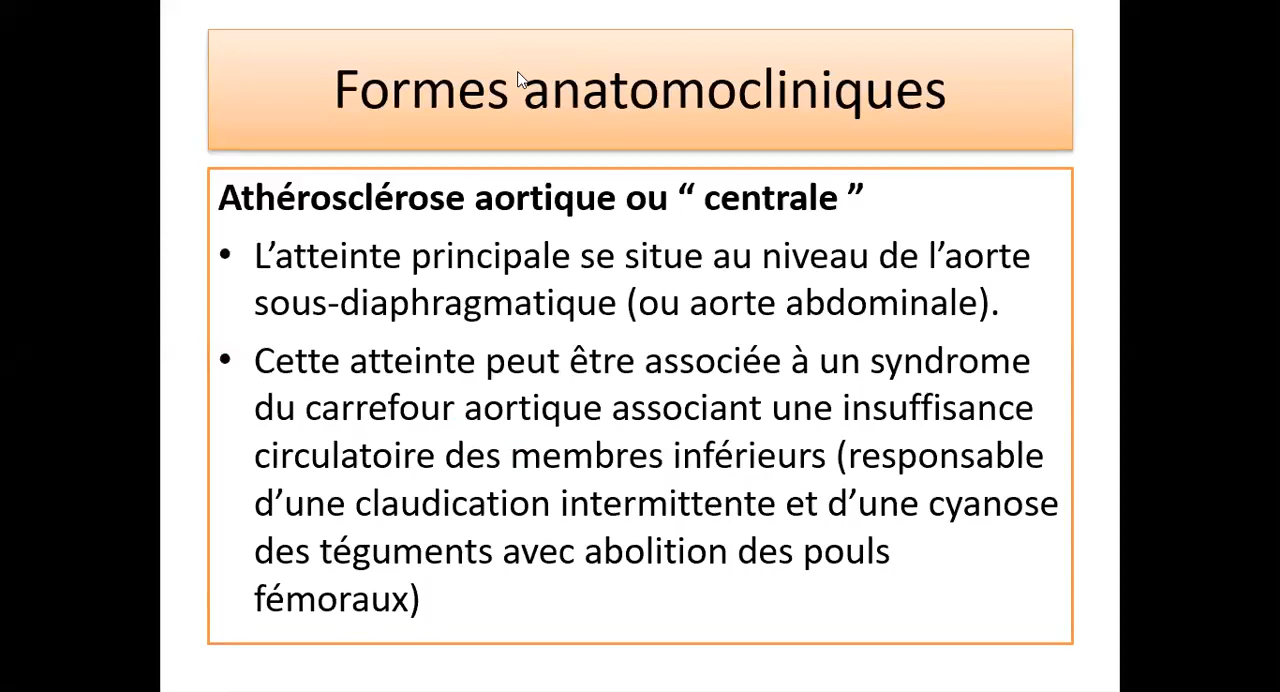 Formes anatomocliniques
Athérosclérose aortique ou “ centrale ”
• L’atteinte principale se situe au niveau de l’aorte
sous-diaphragmatique (ou aorte abdominale).
• Cette atteinte peut être associée à un syndrome
du carrefour aortique associant une insuffisance
circulatoire des membres inférieurs (responsable
d’une claudication intermittente et d’une cyanose
des téguments avec abolition des pouls
fémoraux)